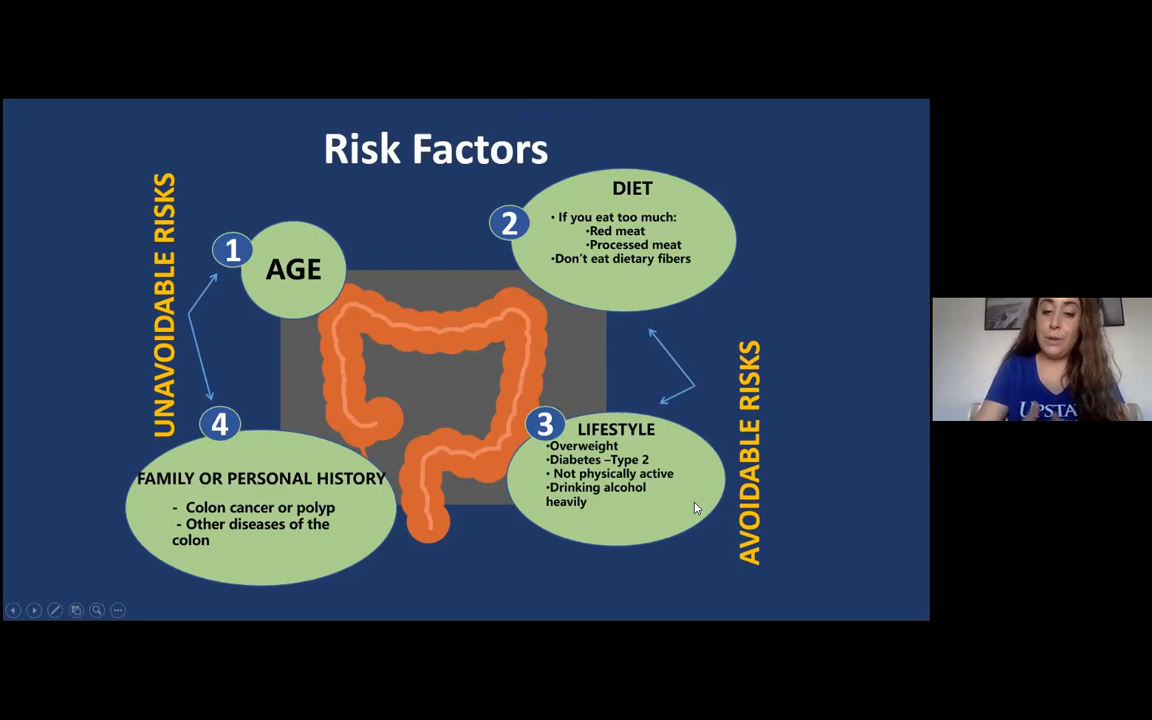 Risk Factors
UNAVOIDABLE RISKS
1
AGE
2
DIET
• If you eat too much:
•Red meat
•Processed meat
•Don't eat dietary fibers
4
FAMILY OR PERSONAL HISTORY
- Colon cancer or polyp
- Other diseases of the
colon
3
LIFESTYLE
•Overweight
•Diabetes –Type 2
• Not physically active
•Drinking alcohol
heavily
AVOIDABLE RISKS
UPSTA